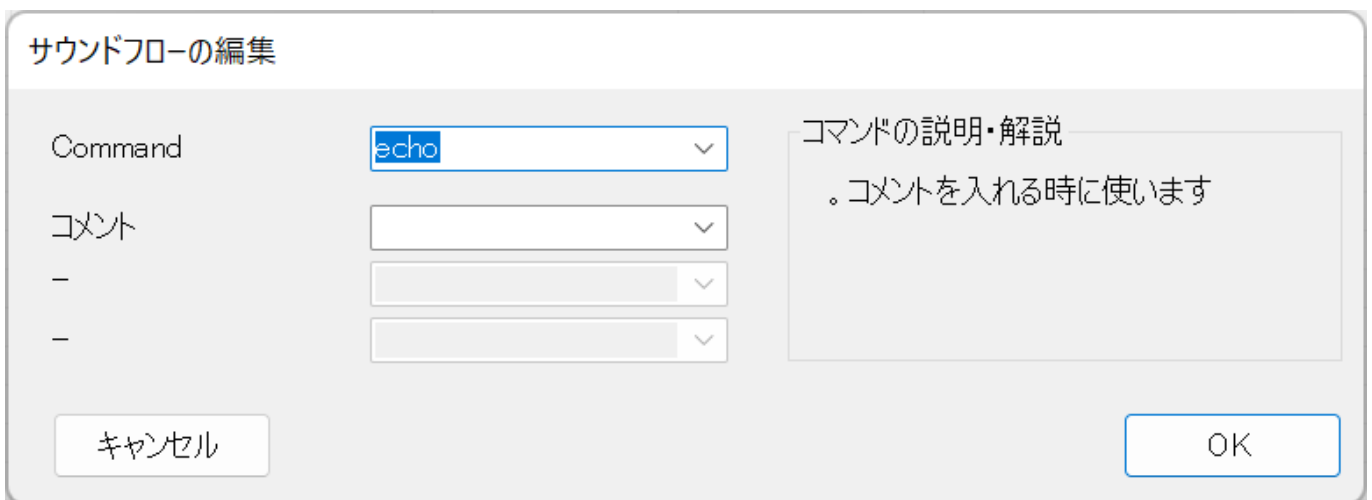 サウンドフローの編集
Command
echo
コメント
－
－
コマンドの説明・解説
。コメントを入れる時に使います
キャンセル
OK